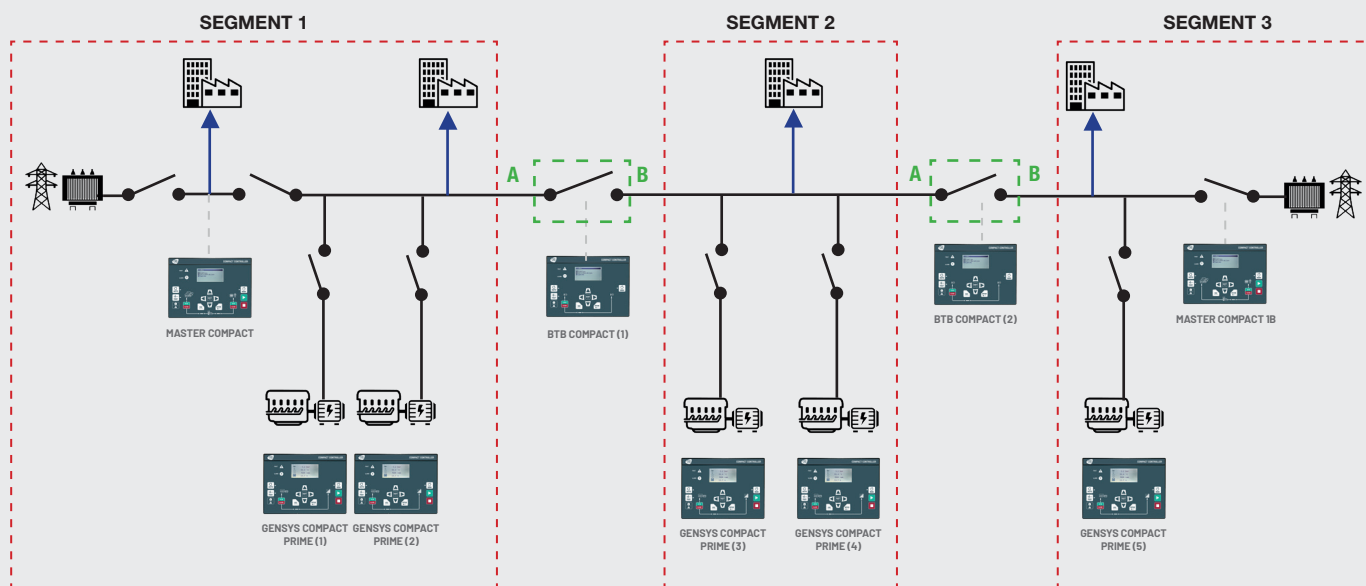 SEGMENT 1
SEGMENT 2
SEGMENT 3
A
B
A
B
MASTER COMPACT
BTB COMPACT (1)
BTB COMPACT (2)
MASTER COMPACT 1B
GENSYS COMPACT
PRIME (1)
GENSYS COMPACT
PRIME (2)
GENSYS COMPACT
PRIME (3)
GENSYS COMPACT
PRIME (4)
GENSYS COMPACT
PRIME (5)